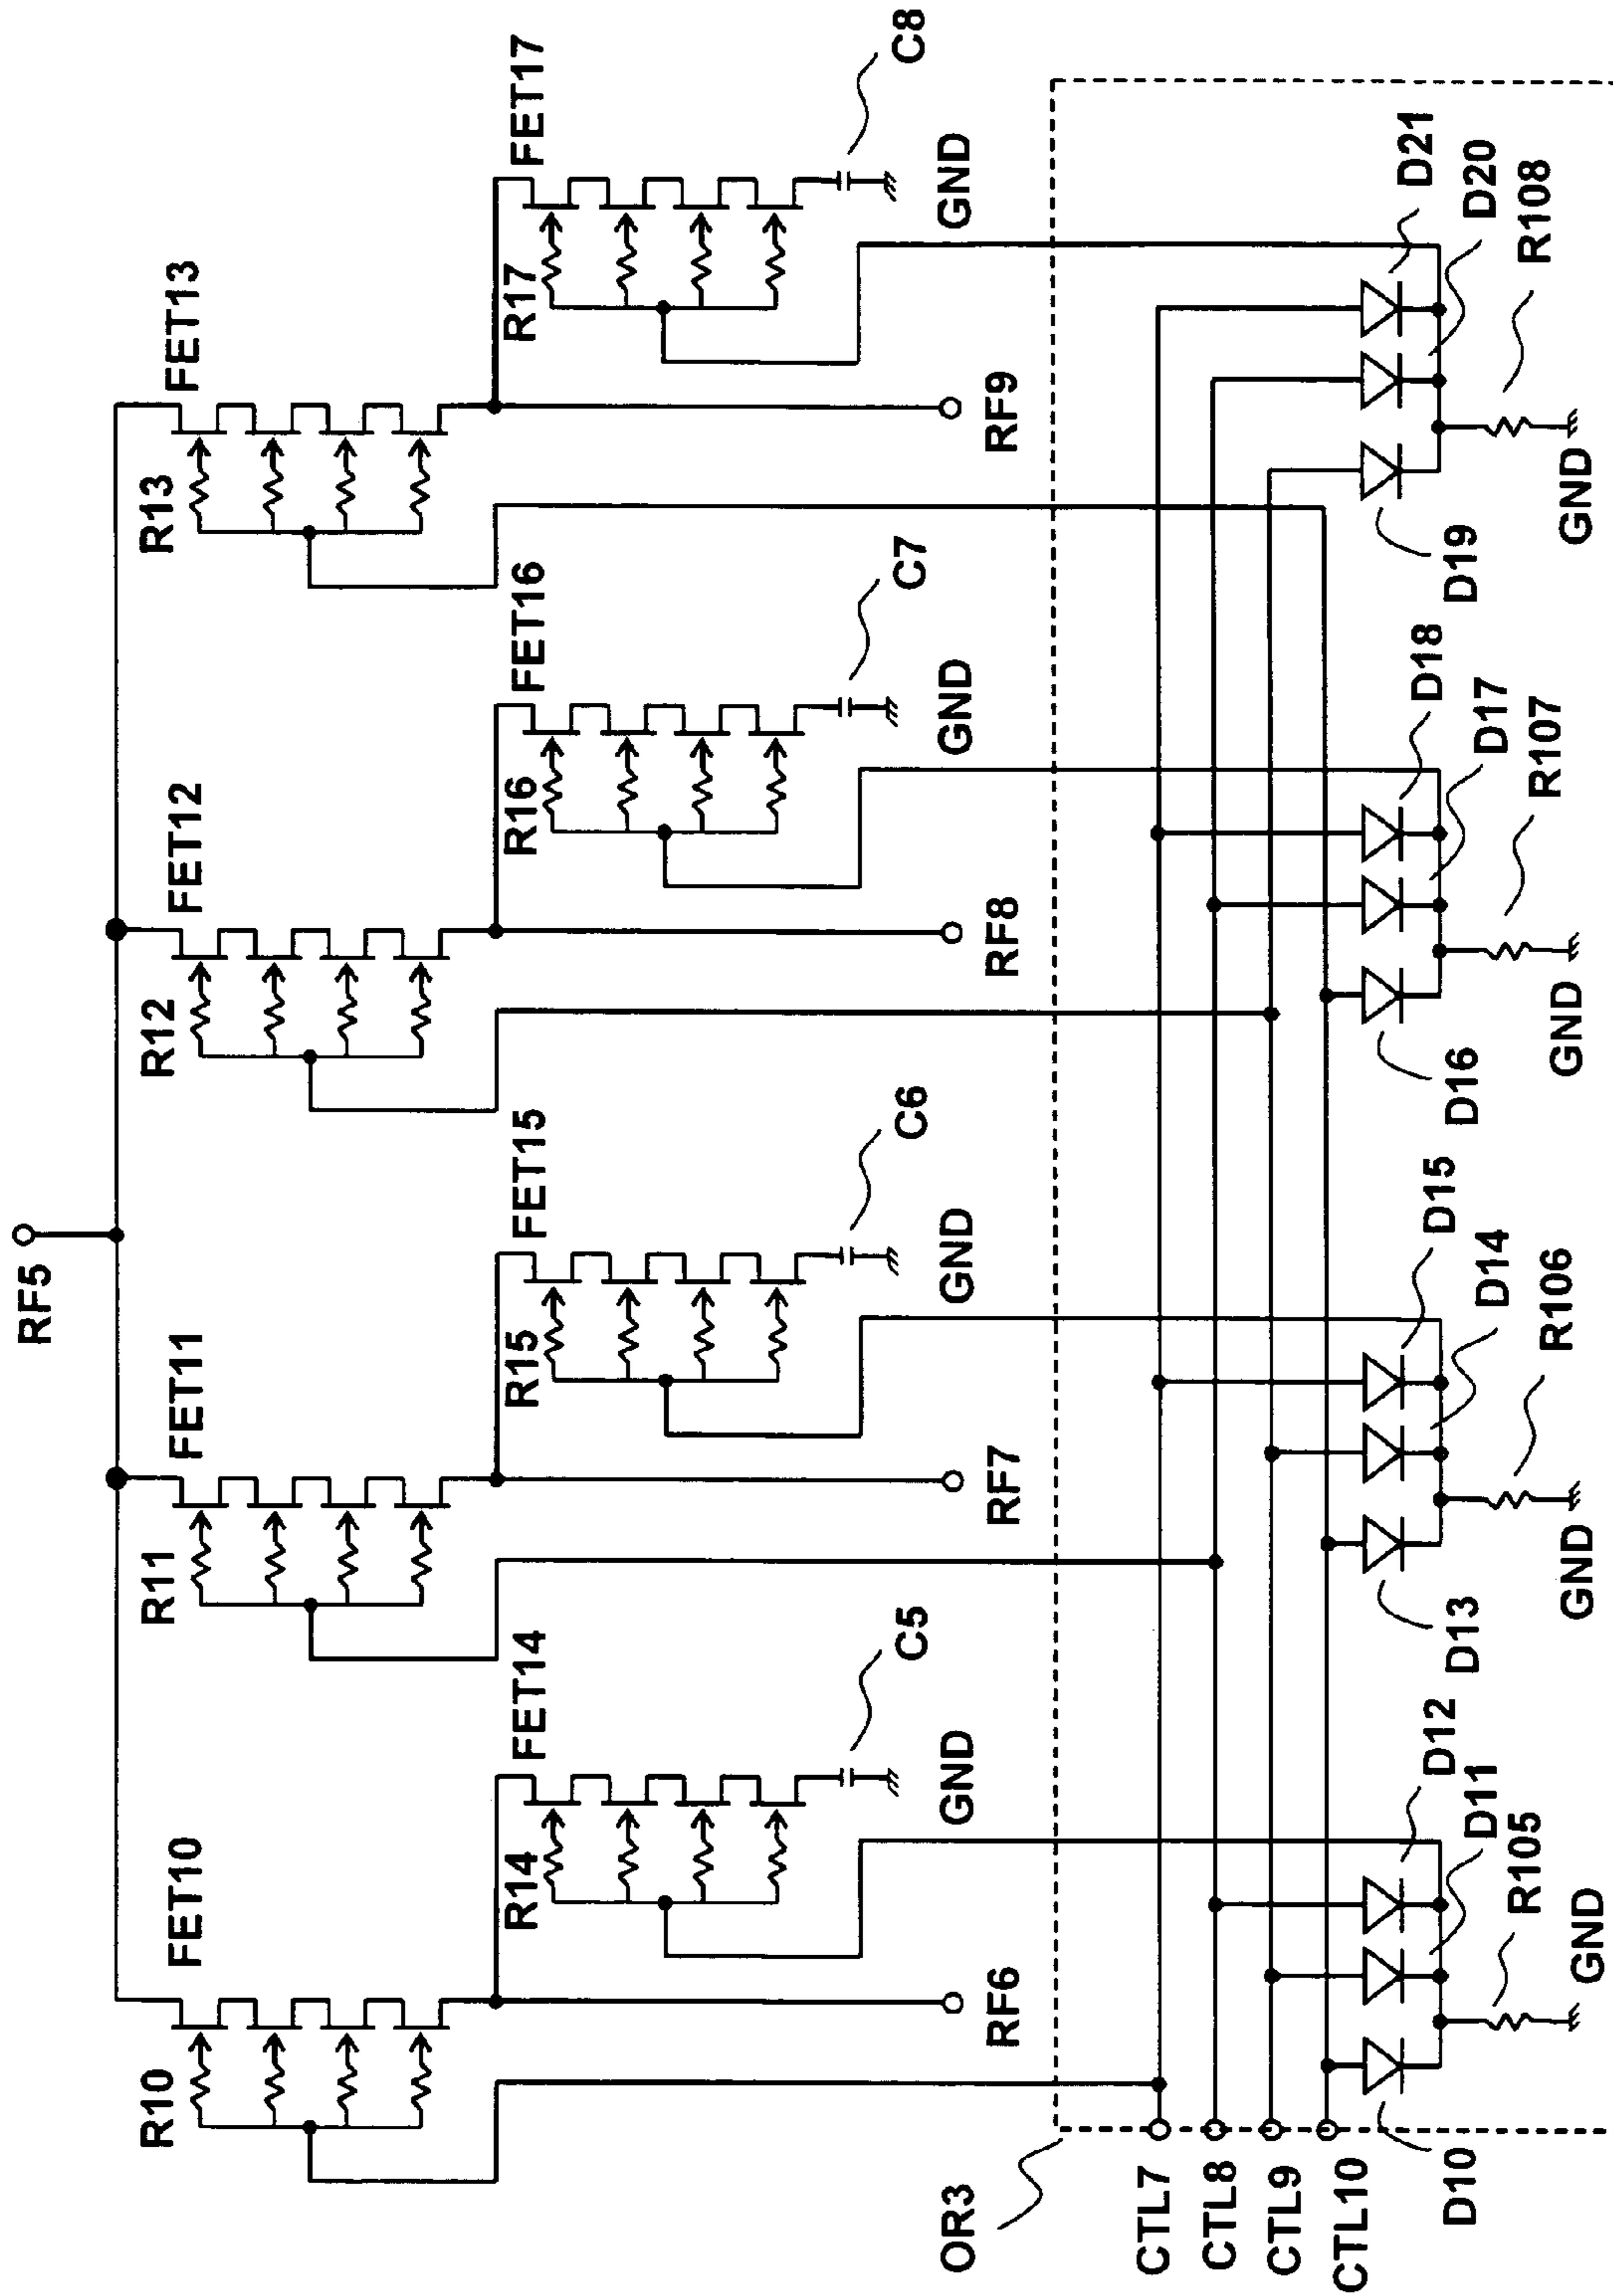 RF5
FET10
FET11
FET12
FET13
R10
R11
R12
R13
FET14
FET15
FET16
FET17
R14
R15
R16
R17
C5
C6
C7
C8
GND
GND
GND
GND
RF6
RF7
RF8
RF9
OR3
CTL7
CTL8
CTL9
CTL10
D10
D12
D11
R105
GND
D13
D15
D14
R106
GND
D16
D18
D17
R107
GND
D19
D21
D20
R108
GND